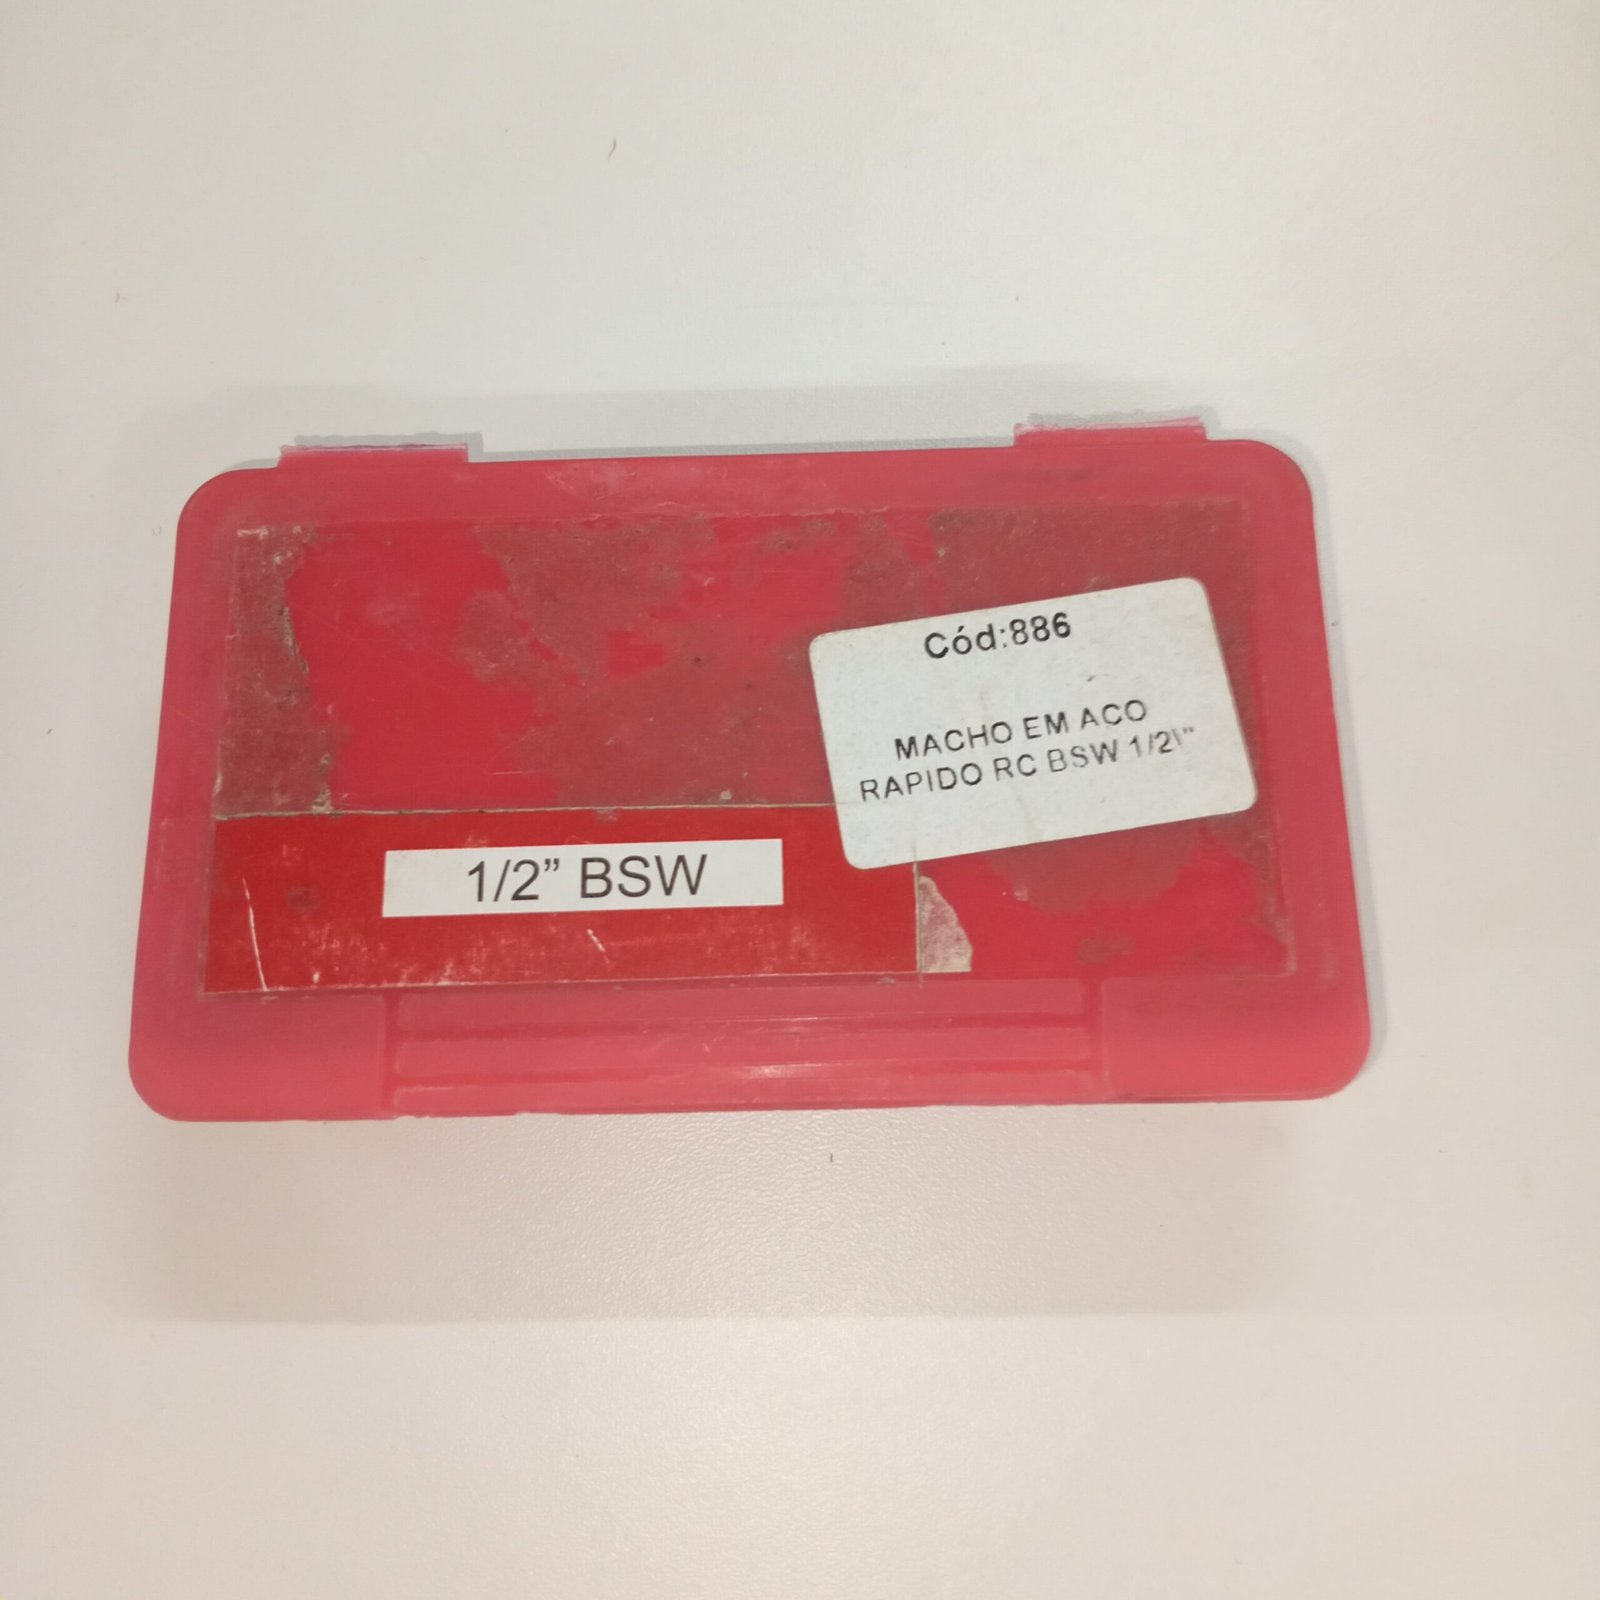 Cód:886
MACHO EM ACO
RAPIDO RC BSW 1/2\"
1/2” BSW